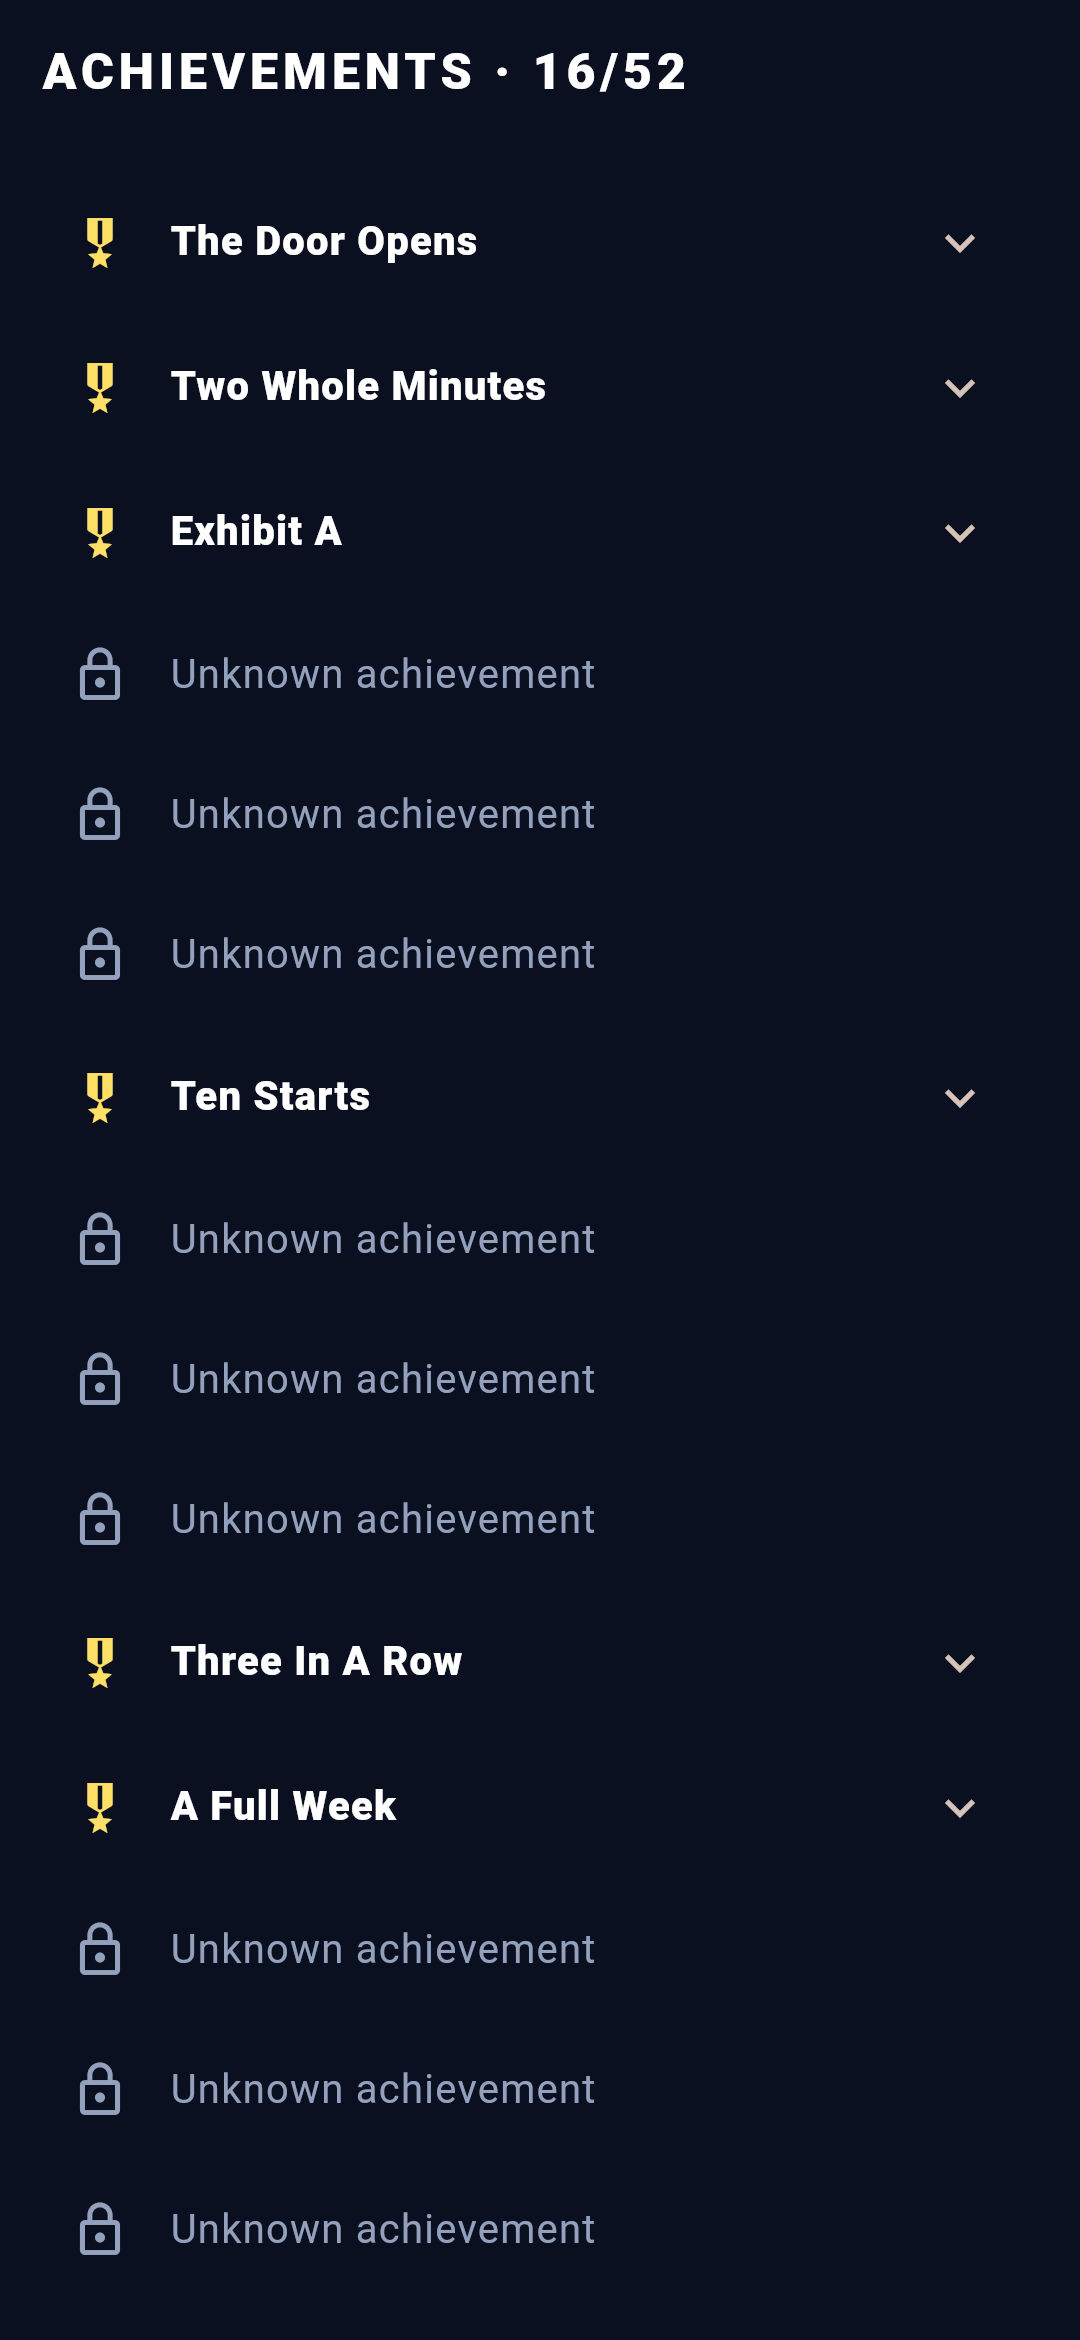 ACHIEVEMENTS · 16/52
The Door Opens
Two Whole Minutes
Exhibit A
Unknown achievement
Unknown achievement
Unknown achievement
Ten Starts
Unknown achievement
Unknown achievement
Unknown achievement
Three In A Row
A Full Week
Unknown achievement
Unknown achievement
Unknown achievement